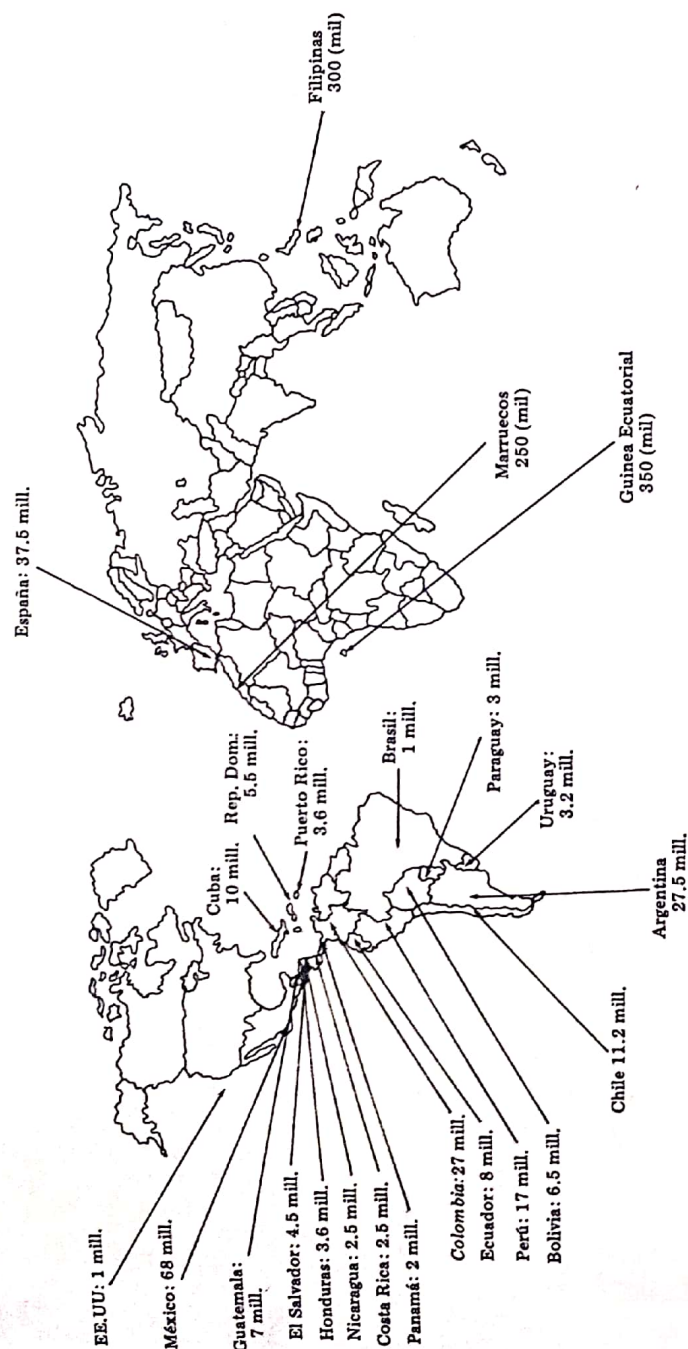 EE.UU: 1 mill.
México: 68 mill.
Guatemala:
7 mill.
El Salvador: 4.5 mill.
Honduras: 3.6 mill.
Nicaragua: 2.5 mill.
Costa Rica: 2.5 mill.
Panamá: 2 mill.
Colombia: 27 mill.
Ecuador: 8 mill.
Perú: 17 mill.
Bolivia: 6.5 mill.
Chile 11.2 mill.
Argentina
27.5 mill.
Uruguay:
3.2 mill.
Paraguay: 3 mill.
Brasil:
1 mill.
Cuba:
10 mill.
Rep. Dom.:
5.5 mill.
Puerto Rico:
3.6 mill.
España: 37.5 mill.
Marruecos
250 (mil)
Guinea Ecuatorial
350 (mil)
Filipinas
300 (mil)